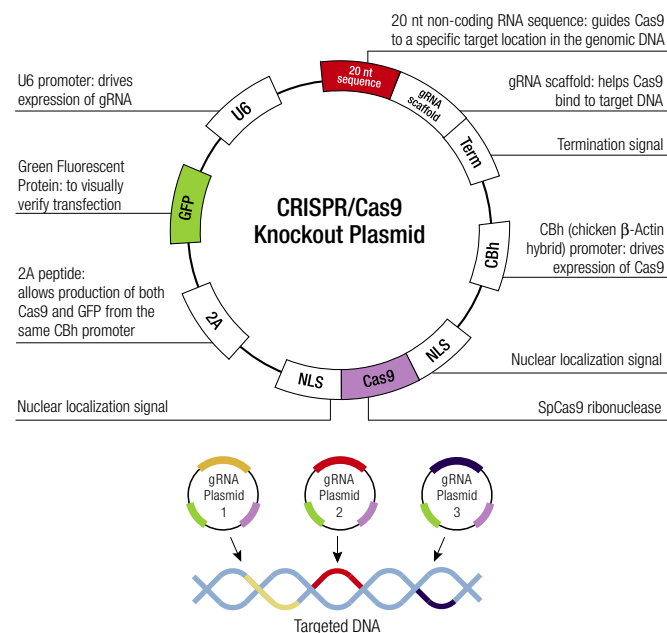 20 nt non-coding RNA sequence: guides Cas9
to a specific target location in the genomic DNA
U6 promoter: drives
expression of gRNA
gRNA scaffold: helps Cas9
bind to target DNA
Termination signal
Green Fluorescent
Protein: to visually
verify transfection
CBh (chicken β-Actin
hybrid) promoter: drives
expression of Cas9
2A peptide:
allows production of both
Cas9 and GFP from the
same CBh promoter
Nuclear localization signal
Nuclear localization signal
SpCas9 ribonuclease
20 nt
sequence
gRNA
scaffold
Term
CBh
NLS
Cas9
NLS
2A
GFP
U6
CRISPR/Cas9
Knockout Plasmid
gRNA
Plasmid
1
gRNA
Plasmid
2
gRNA
Plasmid
3
Targeted DNA